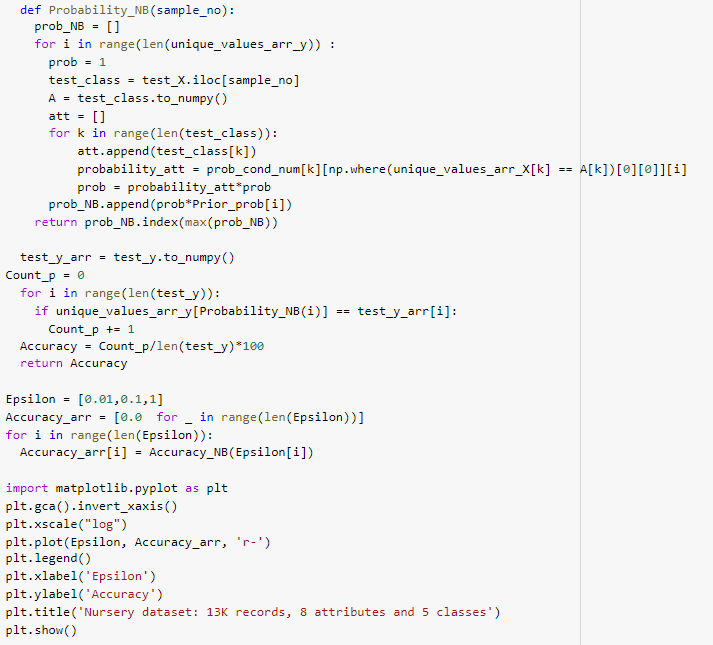 def Probability_NB(sample_no):
prob_NB = []
for i in range(len(unique_values_arr_y)) :
prob = 1
test_class = test_X.iloc[sample_no]
A = test_class.to_numpy()
att = []
for k in range(len(test_class)):
att.append(test_class[k])
probability_att = prob_cond_num[k][np.where(unique_values_arr_X[k] == A[k])[0][0]][i]
prob = probability_att*prob
prob_NB.append(prob*Prior_prob[i])
return prob_NB.index(max(prob_NB))
test_y_arr = test_y.to_numpy()
Count_p = 0
for i in range(len(test_y)):
if unique_values_arr_y[Probability_NB(i)] == test_y_arr[i]:
Count_p += 1
Accuracy = Count_p/len(test_y)*100
return Accuracy
Epsilon = [0.01,0.1,1]
Accuracy_arr = [0.0  for _ in range(len(Epsilon))]
for i in range(len(Epsilon)):
Accuracy_arr[i] = Accuracy_NB(Epsilon[i])
import matplotlib.pyplot as plt
plt.gca().invert_xaxis()
plt.xscale("log")
plt.plot(Epsilon, Accuracy_arr, 'r-')
plt.legend()
plt.xlabel('Epsilon')
plt.ylabel('Accuracy')
plt.title('Nursery dataset: 13K records, 8 attributes and 5 classes')
plt.show()